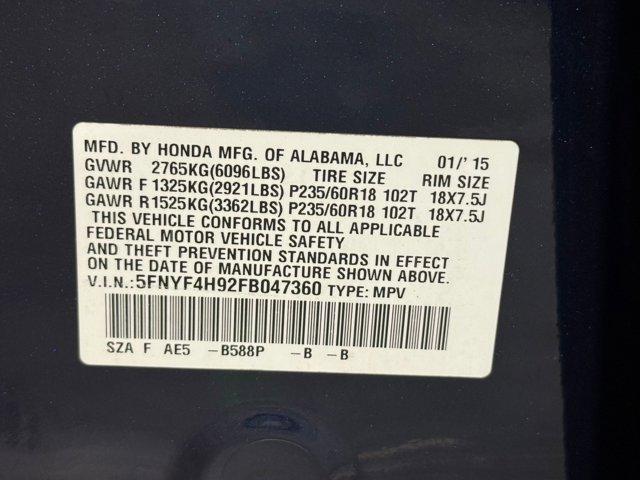 MFD. BY HONDA MFG. OF ALABAMA, LLC 01/'15
GVWR 2765KG(6096LBS) TIRE SIZE RIM SIZE
GAWR F 1325KG(2921LBS) P235/60R18 102T 18X7.5J
GAWR R 1525KG(3362LBS) P235/60R18 102T 18X7.5J
THIS VEHICLE CONFORMS TO ALL APPLICABLE
FEDERAL MOTOR VEHICLE SAFETY
AND THEFT PREVENTION STANDARDS IN EFFECT
ON THE DATE OF MANUFACTURE SHOWN ABOVE.
V.I.N.: 5FNYF4H92FB047360 TYPE: MPV
SZA F AE5 -B588P -B -B